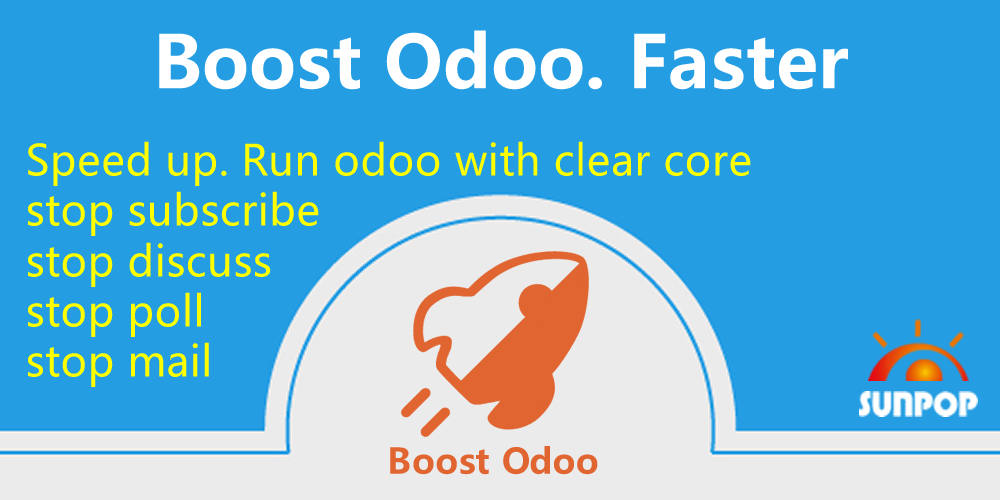 Boost Odoo. Faster
Speed up. Run odoo with clear core
stop subscribe
stop discuss
stop poll
stop mail
SUNPOP
Boost Odoo